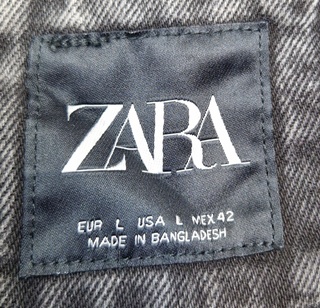 ZARA
EUR L USA L MEX 42
MADE IN BANGLADESH